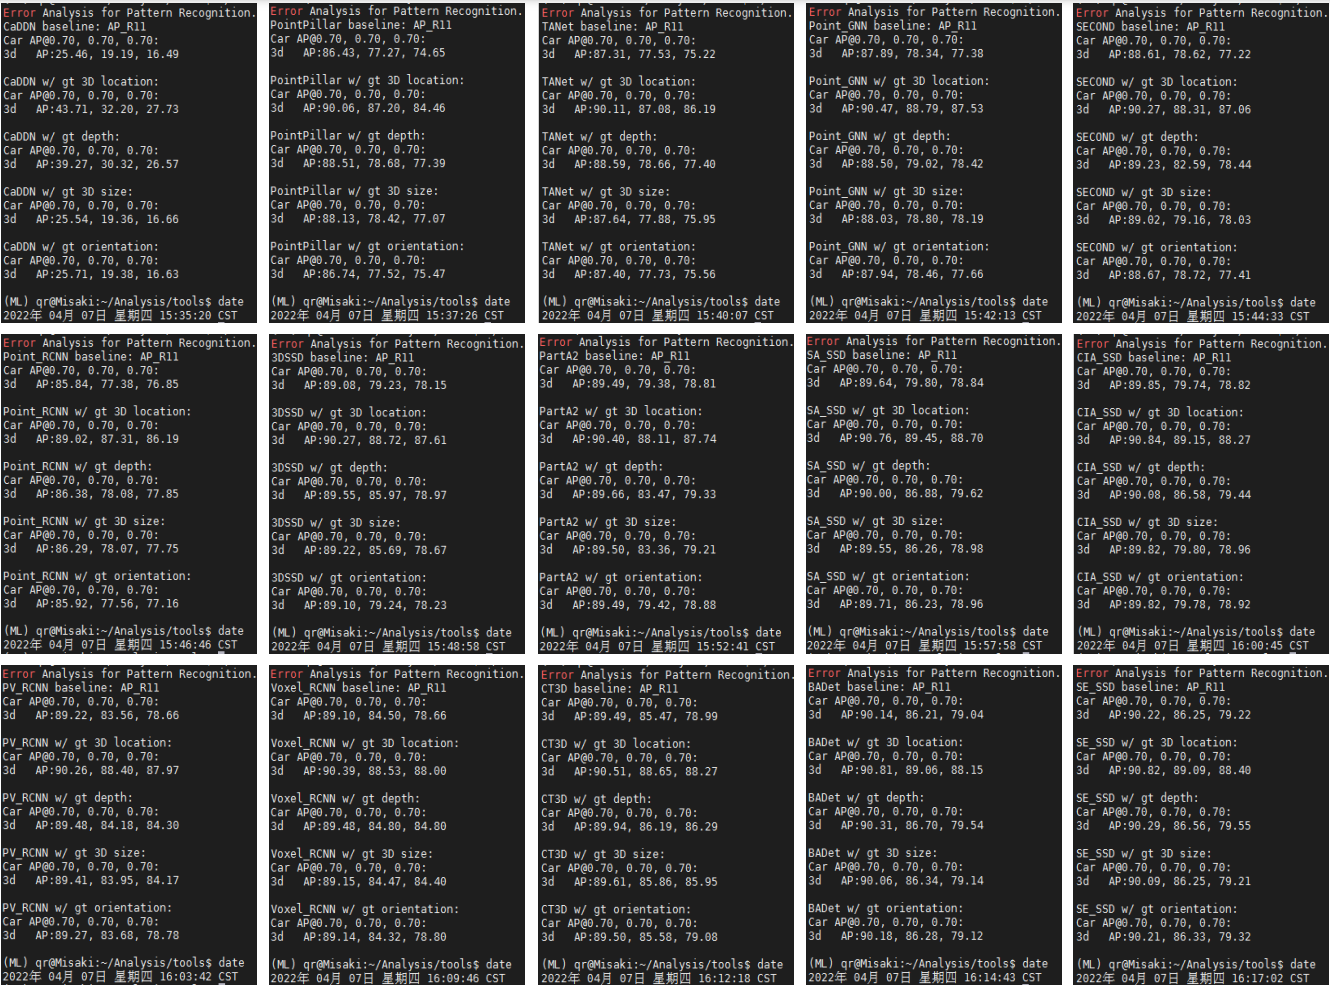 Error Analysis for Pattern Recognition.
CaDDN baseline: AP_R11
Car AP@0.70, 0.70, 0.70:
3d AP:25.46, 19.19, 16.49
CaDDN w/ gt 3D location:
Car AP@0.70, 0.70, 0.70:
3d AP:43.71, 32.20, 27.73
CaDDN w/ gt depth:
Car AP@0.70, 0.70, 0.70:
3d AP:39.27, 30.32, 26.57
CaDDN w/ gt 3D size:
Car AP@0.70, 0.70, 0.70:
3d AP:25.54, 19.36, 16.66
CaDDN w/ gt orientation:
Car AP@0.70, 0.70, 0.70:
3d AP:25.71, 19.38, 16.63
(ML) qr@Misaki:~/Analysis/tools$ date
2022年 04月 07日 星期四 15:35:20 CST
Error Analysis for Pattern Recognition.
PointPillar baseline: AP_R11
Car AP@0.70, 0.70, 0.70:
3d AP:86.43, 77.27, 74.65
PointPillar w/ gt 3D location:
Car AP@0.70, 0.70, 0.70:
3d AP:90.06, 87.20, 84.46
PointPillar w/ gt depth:
Car AP@0.70, 0.70, 0.70:
3d AP:88.51, 78.68, 77.39
PointPillar w/ gt 3D size:
Car AP@0.70, 0.70, 0.70:
3d AP:88.13, 78.42, 77.07
PointPillar w/ gt orientation:
Car AP@0.70, 0.70, 0.70:
3d AP:86.74, 77.52, 75.47
(ML) qr@Misaki:~/Analysis/tools$ date
2022年 04月 07日 星期四 15:37:26 CST
Error Analysis for Pattern Recognition.
TANet baseline: AP_R11
Car AP@0.70, 0.70, 0.70:
3d AP:87.31, 77.53, 75.22
TANet w/ gt 3D location:
Car AP@0.70, 0.70, 0.70:
3d AP:90.11, 87.08, 86.19
TANet w/ gt depth:
Car AP@0.70, 0.70, 0.70:
3d AP:88.59, 78.66, 77.40
TANet w/ gt 3D size:
Car AP@0.70, 0.70, 0.70:
3d AP:87.64, 77.88, 75.95
TANet w/ gt orientation:
Car AP@0.70, 0.70, 0.70:
3d AP:87.40, 77.73, 75.56
(ML) qr@Misaki:~/Analysis/tools$ date
2022年 04月 07日 星期四 15:40:07 CST
Error Analysis for Pattern Recognition.
Point_GNN baseline: AP_R11
Car AP@0.70, 0.70, 0.70:
3d AP:87.89, 78.34, 77.38
Point_GNN w/ gt 3D location:
Car AP@0.70, 0.70, 0.70:
3d AP:90.47, 88.79, 87.53
Point_GNN w/ gt depth:
Car AP@0.70, 0.70, 0.70:
3d AP:88.50, 79.02, 78.42
Point_GNN w/ gt 3D size:
Car AP@0.70, 0.70, 0.70:
3d AP:88.03, 78.80, 78.19
Point_GNN w/ gt orientation:
Car AP@0.70, 0.70, 0.70:
3d AP:87.94, 78.46, 77.66
(ML) qr@Misaki:~/Analysis/tools$ date
2022年 04月 07日 星期四 15:42:13 CST
Error Analysis for Pattern Recognition.
SECOND baseline: AP_R11
Car AP@0.70, 0.70, 0.70:
3d AP:88.61, 78.62, 77.22
SECOND w/ gt 3D location:
Car AP@0.70, 0.70, 0.70:
3d AP:90.27, 88.31, 87.06
SECOND w/ gt depth:
Car AP@0.70, 0.70, 0.70:
3d AP:89.23, 82.59, 78.44
SECOND w/ gt 3D size:
Car AP@0.70, 0.70, 0.70:
3d AP:89.02, 79.16, 78.03
SECOND w/ gt orientation:
Car AP@0.70, 0.70, 0.70:
3d AP:88.67, 78.72, 77.41
(ML) qr@Misaki:~/Analysis/tools$ date
2022年 04月 07日 星期四 15:44:33 CST
Error Analysis for Pattern Recognition.
Point_RCNN baseline: AP_R11
Car AP@0.70, 0.70, 0.70:
3d AP:85.84, 77.38, 76.85
Point_RCNN w/ gt 3D location:
Car AP@0.70, 0.70, 0.70:
3d AP:89.02, 87.31, 86.19
Point_RCNN w/ gt depth:
Car AP@0.70, 0.70, 0.70:
3d AP:86.38, 78.08, 77.85
Point_RCNN w/ gt 3D size:
Car AP@0.70, 0.70, 0.70:
3d AP:86.29, 78.07, 77.75
Point_RCNN w/ gt orientation:
Car AP@0.70, 0.70, 0.70:
3d AP:85.92, 77.56, 77.16
(ML) qr@Misaki:~/Analysis/tools$ date
2022年 04月 07日 星期四 15:46:46 CST
Error Analysis for Pattern Recognition.
3DSSD baseline: AP_R11
Car AP@0.70, 0.70, 0.70:
3d AP:89.08, 79.23, 78.15
3DSSD w/ gt 3D location:
Car AP@0.70, 0.70, 0.70:
3d AP:90.27, 88.72, 87.61
3DSSD w/ gt depth:
Car AP@0.70, 0.70, 0.70:
3d AP:89.55, 85.97, 78.97
3DSSD w/ gt 3D size:
Car AP@0.70, 0.70, 0.70:
3d AP:89.22, 85.69, 78.67
3DSSD w/ gt orientation:
Car AP@0.70, 0.70, 0.70:
3d AP:89.10, 79.24, 78.23
(ML) qr@Misaki:~/Analysis/tools$ date
2022年 04月 07日 星期四 15:48:58 CST
Error Analysis for Pattern Recognition.
PartA2 baseline: AP_R11
Car AP@0.70, 0.70, 0.70:
3d AP:89.49, 79.38, 78.81
PartA2 w/ gt 3D location:
Car AP@0.70, 0.70, 0.70:
3d AP:90.40, 88.11, 87.74
PartA2 w/ gt depth:
Car AP@0.70, 0.70, 0.70:
3d AP:89.66, 83.47, 79.33
PartA2 w/ gt 3D size:
Car AP@0.70, 0.70, 0.70:
3d AP:89.50, 83.36, 79.21
PartA2 w/ gt orientation:
Car AP@0.70, 0.70, 0.70:
3d AP:89.49, 79.42, 78.88
(ML) qr@Misaki:~/Analysis/tools$ date
2022年 04月 07日 星期四 15:52:41 CST
Error Analysis for Pattern Recognition.
SA_SSD baseline: AP_R11
Car AP@0.70, 0.70, 0.70:
3d AP:89.64, 79.80, 78.84
SA_SSD w/ gt 3D location:
Car AP@0.70, 0.70, 0.70:
3d AP:90.76, 89.45, 88.70
SA_SSD w/ gt depth:
Car AP@0.70, 0.70, 0.70:
3d AP:90.00, 86.88, 79.62
SA_SSD w/ gt 3D size:
Car AP@0.70, 0.70, 0.70:
3d AP:89.55, 86.26, 78.98
SA_SSD w/ gt orientation:
Car AP@0.70, 0.70, 0.70:
3d AP:89.71, 86.23, 78.96
(ML) qr@Misaki:~/Analysis/tools$ date
2022年 04月 07日 星期四 15:57:58 CST
Error Analysis for Pattern Recognition.
CIA_SSD baseline: AP_R11
Car AP@0.70, 0.70, 0.70:
3d AP:89.85, 79.74, 78.82
CIA_SSD w/ gt 3D location:
Car AP@0.70, 0.70, 0.70:
3d AP:90.84, 89.15, 88.27
CIA_SSD w/ gt depth:
Car AP@0.70, 0.70, 0.70:
3d AP:90.08, 86.58, 79.44
CIA_SSD w/ gt 3D size:
Car AP@0.70, 0.70, 0.70:
3d AP:89.82, 79.80, 78.96
CIA_SSD w/ gt orientation:
Car AP@0.70, 0.70, 0.70:
3d AP:89.82, 79.78, 78.92
(ML) qr@Misaki:~/Analysis/tools$ date
2022年 04月 07日 星期四 16:00:45 CST
Error Analysis for Pattern Recognition.
PV_RCNN baseline: AP_R11
Car AP@0.70, 0.70, 0.70:
3d AP:89.22, 83.56, 78.66
PV_RCNN w/ gt 3D location:
Car AP@0.70, 0.70, 0.70:
3d AP:90.26, 88.40, 87.97
PV_RCNN w/ gt depth:
Car AP@0.70, 0.70, 0.70:
3d AP:89.48, 84.18, 84.30
PV_RCNN w/ gt 3D size:
Car AP@0.70, 0.70, 0.70:
3d AP:89.41, 83.95, 84.17
PV_RCNN w/ gt orientation:
Car AP@0.70, 0.70, 0.70:
3d AP:89.27, 83.68, 78.78
(ML) qr@Misaki:~/Analysis/tools$ date
2022年 04月 07日 星期四 16:03:42 CST
Error Analysis for Pattern Recognition.
Voxel_RCNN baseline: AP_R11
Car AP@0.70, 0.70, 0.70:
3d AP:89.10, 84.50, 78.66
Voxel_RCNN w/ gt 3D location:
Car AP@0.70, 0.70, 0.70:
3d AP:90.39, 88.53, 88.00
Voxel_RCNN w/ gt depth:
Car AP@0.70, 0.70, 0.70:
3d AP:89.48, 84.80, 84.80
Voxel_RCNN w/ gt 3D size:
Car AP@0.70, 0.70, 0.70:
3d AP:89.15, 84.47, 84.40
Voxel_RCNN w/ gt orientation:
Car AP@0.70, 0.70, 0.70:
3d AP:89.14, 84.32, 78.80
(ML) qr@Misaki:~/Analysis/tools$ date
2022年 04月 07日 星期四 16:09:46 CST
Error Analysis for Pattern Recognition.
CT3D baseline: AP_R11
Car AP@0.70, 0.70, 0.70:
3d AP:89.49, 85.47, 78.99
CT3D w/ gt 3D location:
Car AP@0.70, 0.70, 0.70:
3d AP:90.51, 88.65, 88.27
CT3D w/ gt depth:
Car AP@0.70, 0.70, 0.70:
3d AP:89.94, 86.19, 86.29
CT3D w/ gt 3D size:
Car AP@0.70, 0.70, 0.70:
3d AP:89.61, 85.86, 85.95
CT3D w/ gt orientation:
Car AP@0.70, 0.70, 0.70:
3d AP:89.50, 85.58, 79.08
(ML) qr@Misaki:~/Analysis/tools$ date
2022年 04月 07日 星期四 16:12:18 CST
Error Analysis for Pattern Recognition.
BADet baseline: AP_R11
Car AP@0.70, 0.70, 0.70:
3d AP:90.14, 86.21, 79.04
BADet w/ gt 3D location:
Car AP@0.70, 0.70, 0.70:
3d AP:90.81, 89.06, 88.15
BADet w/ gt depth:
Car AP@0.70, 0.70, 0.70:
3d AP:90.31, 86.70, 79.54
BADet w/ gt 3D size:
Car AP@0.70, 0.70, 0.70:
3d AP:90.06, 86.34, 79.14
BADet w/ gt orientation:
Car AP@0.70, 0.70, 0.70:
3d AP:90.18, 86.28, 79.12
(ML) qr@Misaki:~/Analysis/tools$ date
2022年 04月 07日 星期四 16:14:43 CST
Error Analysis for Pattern Recognition.
SE_SSD baseline: AP_R11
Car AP@0.70, 0.70, 0.70:
3d AP:90.22, 86.25, 79.22
SE_SSD w/ gt 3D location:
Car AP@0.70, 0.70, 0.70:
3d AP:90.82, 89.09, 88.40
SE_SSD w/ gt depth:
Car AP@0.70, 0.70, 0.70:
3d AP:90.29, 86.56, 79.55
SE_SSD w/ gt 3D size:
Car AP@0.70, 0.70, 0.70:
3d AP:90.09, 86.25, 79.21
SE_SSD w/ gt orientation:
Car AP@0.70, 0.70, 0.70:
3d AP:90.21, 86.33, 79.32
(ML) qr@Misaki:~/Analysis/tools$ date
2022年 04月 07日 星期四 16:17:02 CST